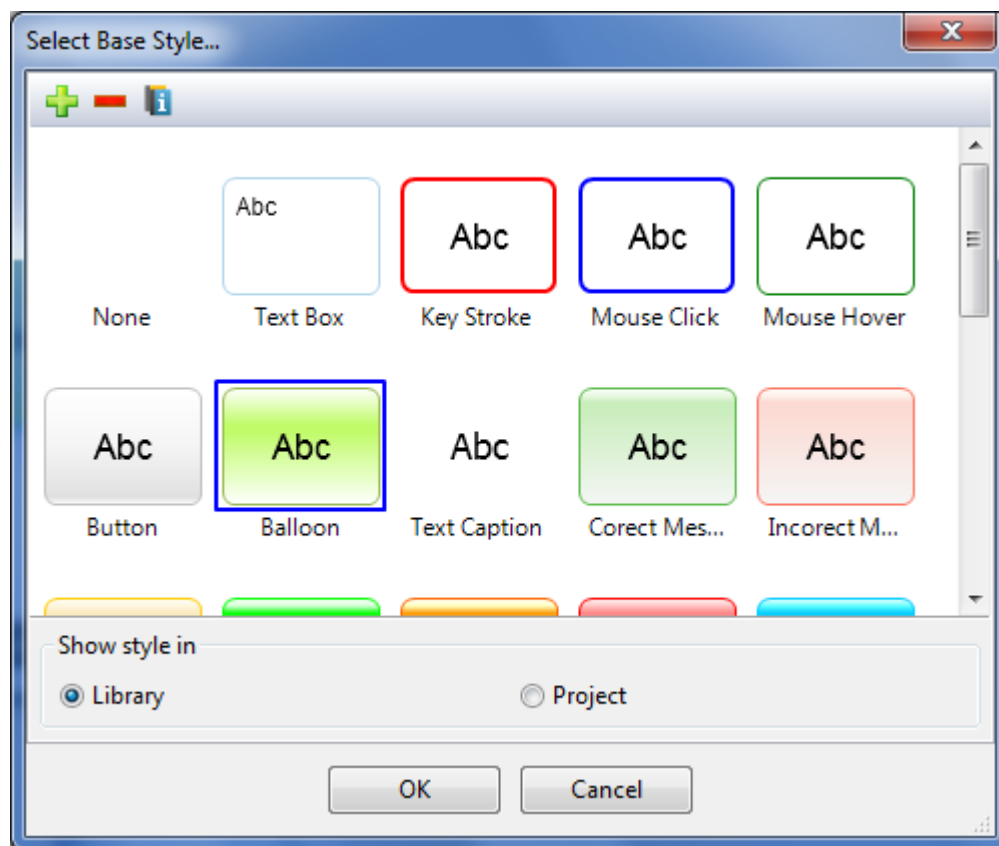 Select Base Style...
Abc
Abc
Abc
Abc
None
Text Box
Key Stroke
Mouse Click
Mouse Hover
Abc
Abc
Abc
Abc
Abc
Button
Balloon
Text Caption
Corect Mes...
Incorect M...
Show style in
Library
Project
OK
Cancel